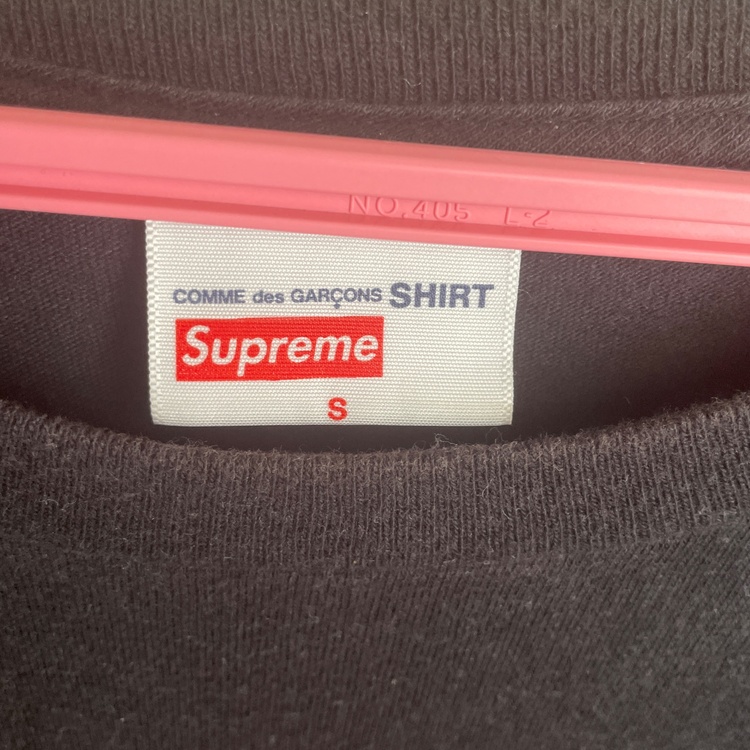 NO.405 L-2
COMME des GARÇONS SHIRT
Supreme
S